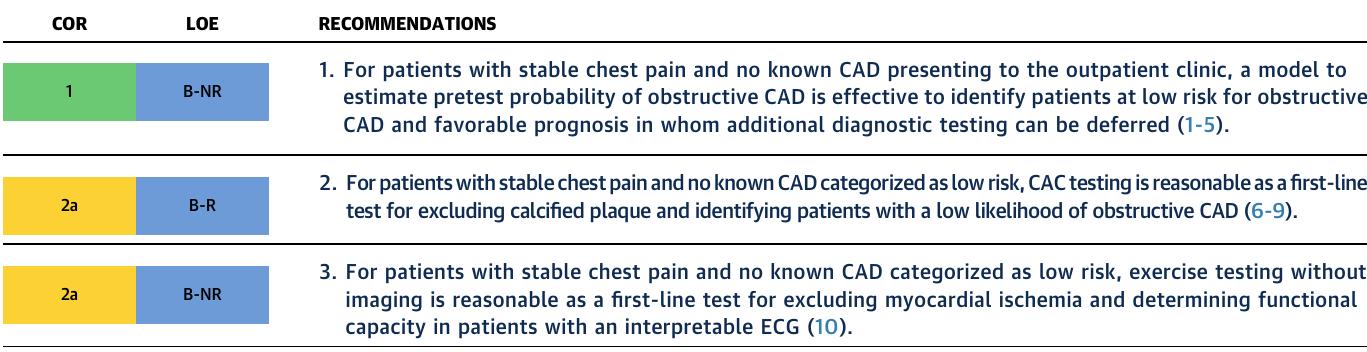 COR LOE RECOMMENDATIONS
1 B-NR 1. For patients with stable chest pain and no known CAD presenting to the outpatient clinic, a model to
estimate pretest probability of obstructive CAD is effective to identify patients at low risk for obstructive
CAD and favorable prognosis in whom additional diagnostic testing can be deferred (1-5).
2a B-R 2. For patients with stable chest pain and no known CAD categorized as low risk, CAC testing is reasonable as a first-line
test for excluding calcified plaque and identifying patients with a low likelihood of obstructive CAD (6-9).
2a B-NR 3. For patients with stable chest pain and no known CAD categorized as low risk, exercise testing without
imaging is reasonable as a first-line test for excluding myocardial ischemia and determining functional
capacity in patients with an interpretable ECG (10).